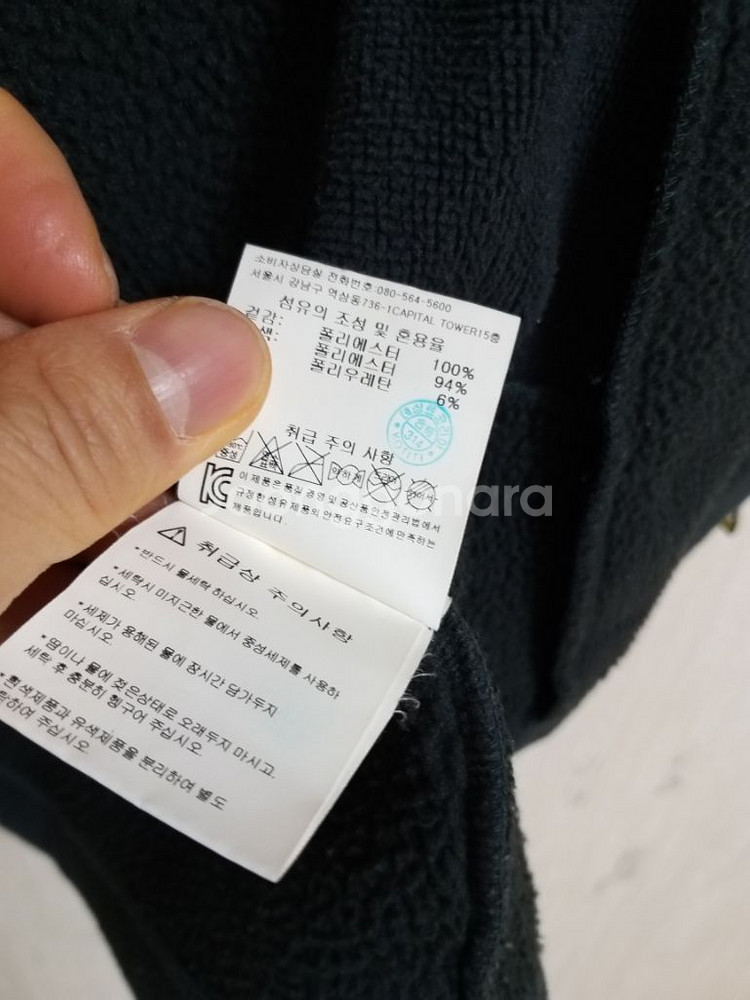 소비자상담실 전화번호:080-564-5600
서울시 강남구 역삼동736-1CAPITAL TOWER15층
섬유의 조성 및 혼용율
겉감: 폴리에스터 100%
색: 폴리에스터 94%
폴리우레탄 6%
취급 주의 사항
중성
약하게
이 제품은품질 경영 및 공산품안전관리법에서
규정한 섬유제품의 안전요구조건에 만족하는
제품입니다.
취급상 주의사항
*반드시 물세탁 하십시오.
*세탁시 미지근한 물에서 중성세제를 사용하
십시오.
*세제가 용해된 물에 장시간 담가두지
마십시오.
*땀이나 물에 젖은상태로 오래두지 마시고,
세탁 후 충분히 헹구어 주십시오.
*흰색제품과 유색제품을 분리하여 별도
탁하여 주십시오.
314
KOTITI
mara